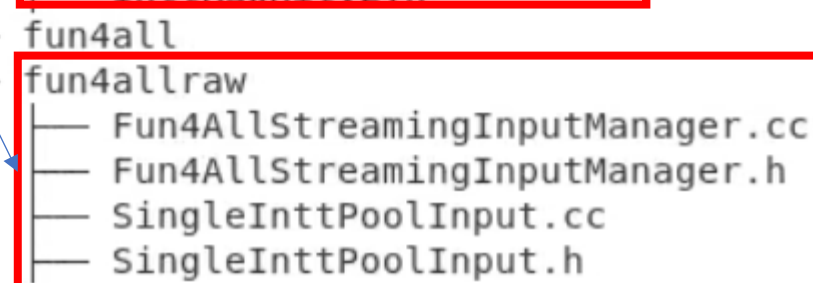 fun4all
fun4allraw
├── Fun4AllStreamingInputManager.cc
├── Fun4AllStreamingInputManager.h
├── SingleInttPoolInput.cc
├── SingleInttPoolInput.h